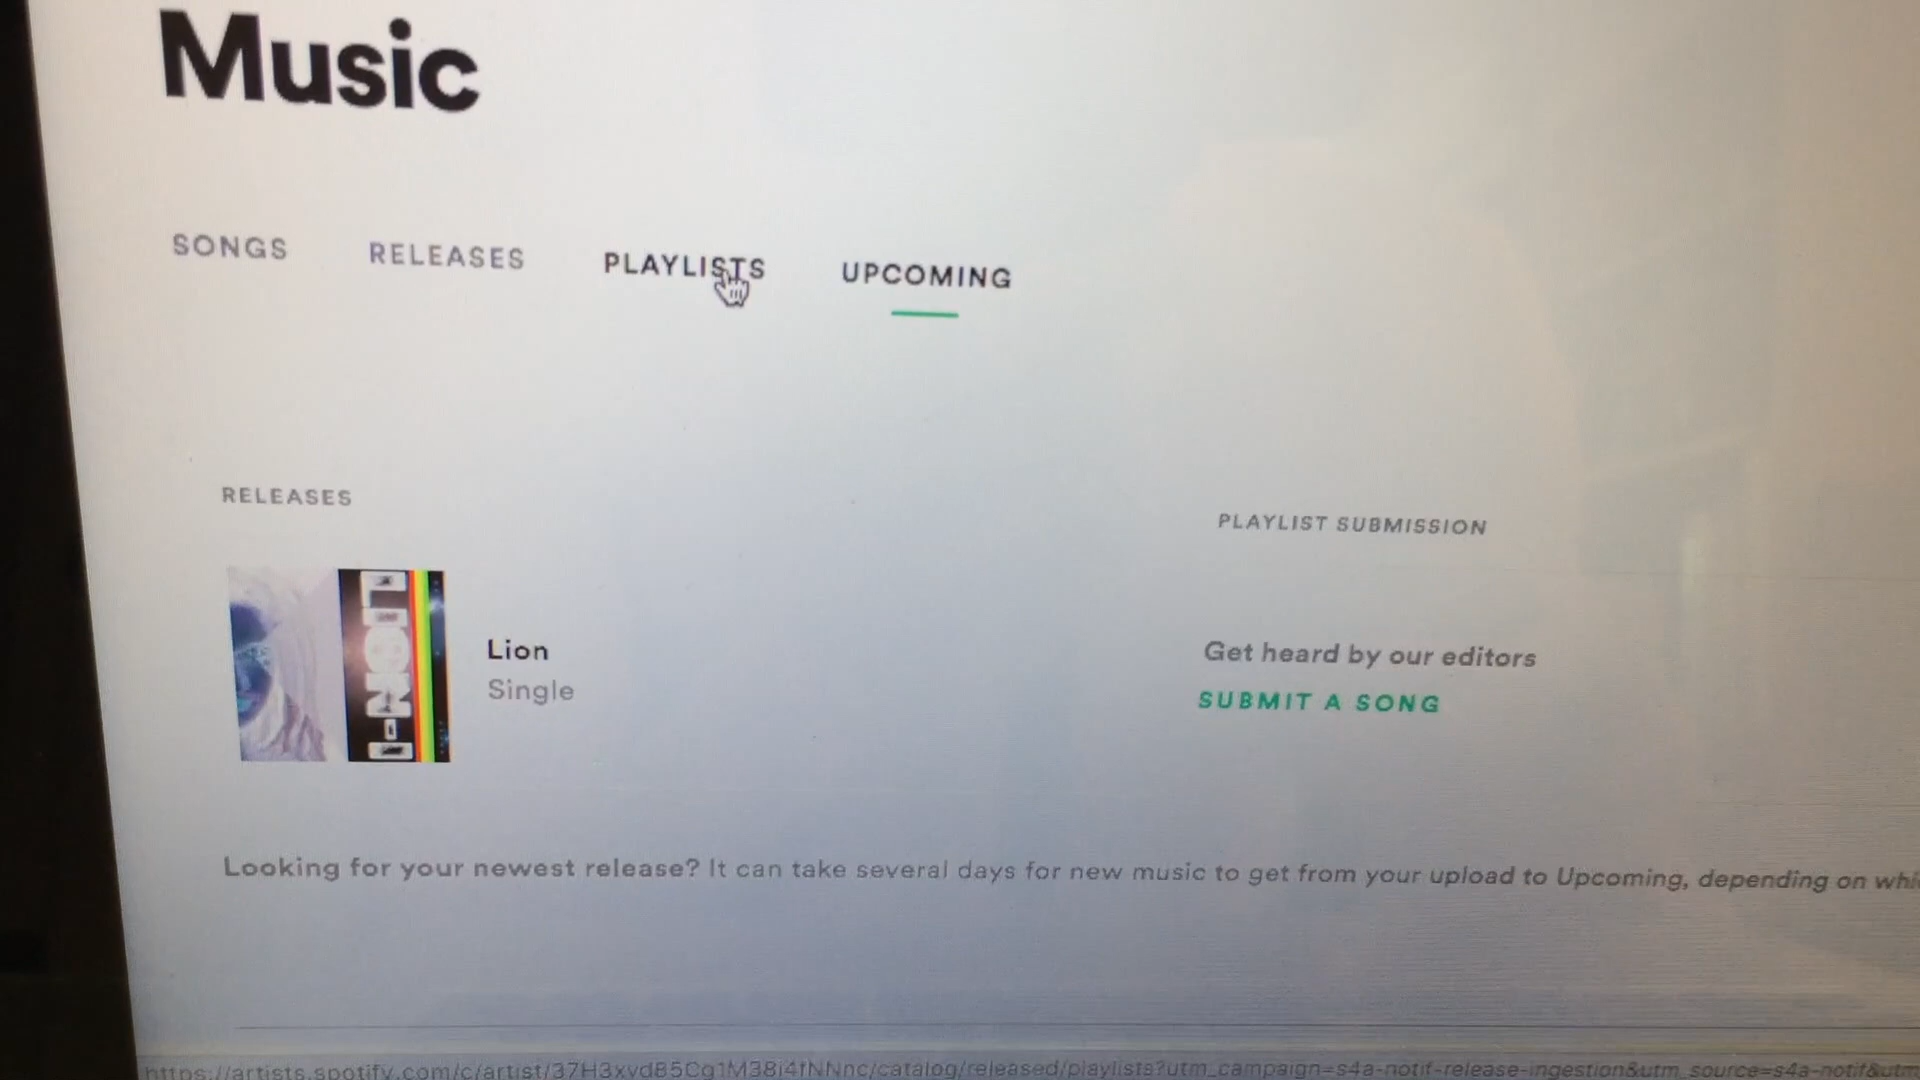 Music
SONGS RELEASES PLAYLISTS UPCOMING
RELEASES
PLAYLIST SUBMISSION
LION-O
Lion
Single
Get heard by our editors
SUBMIT A SONG
Looking for your newest release? It can take several days for new music to get from your upload to Upcoming, depending on